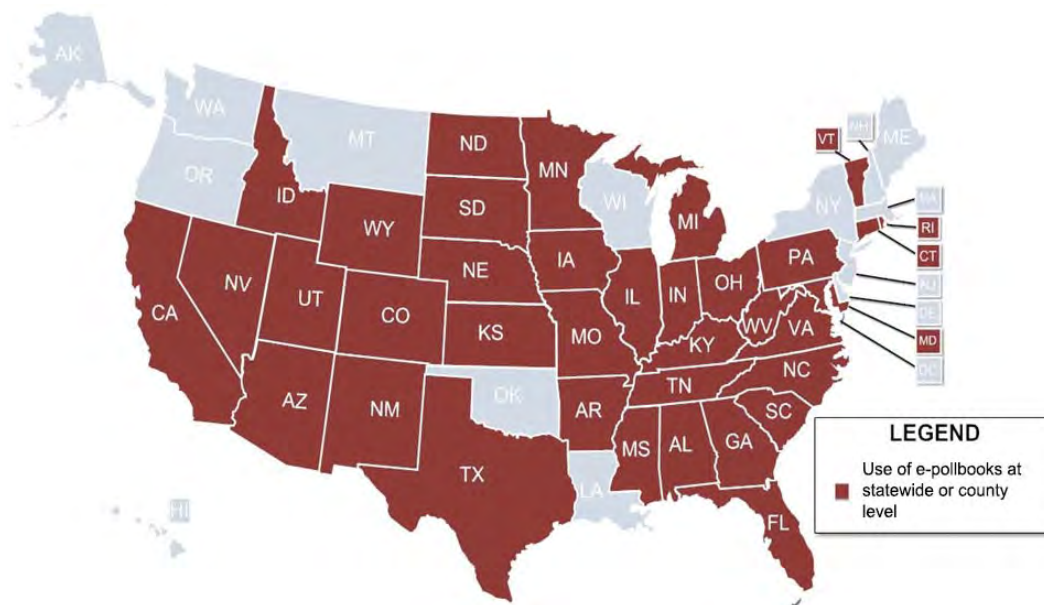 AK
WA
MT
ND
MN
VT
NH
ME
OR
ID
SD
WI
MI
NY
MA
WY
RI
IA
PA
CT
NE
NV
OH
IL
IN
NJ
UT
CO
DE
CA
KS
MO
WV
VA
MD
KY
DC
NC
TN
AZ
NM
OK
AR
SC
MS
AL
GA
TX
LA
FL
HI
LEGEND
Use of e-pollbooks at
statewide or county
level